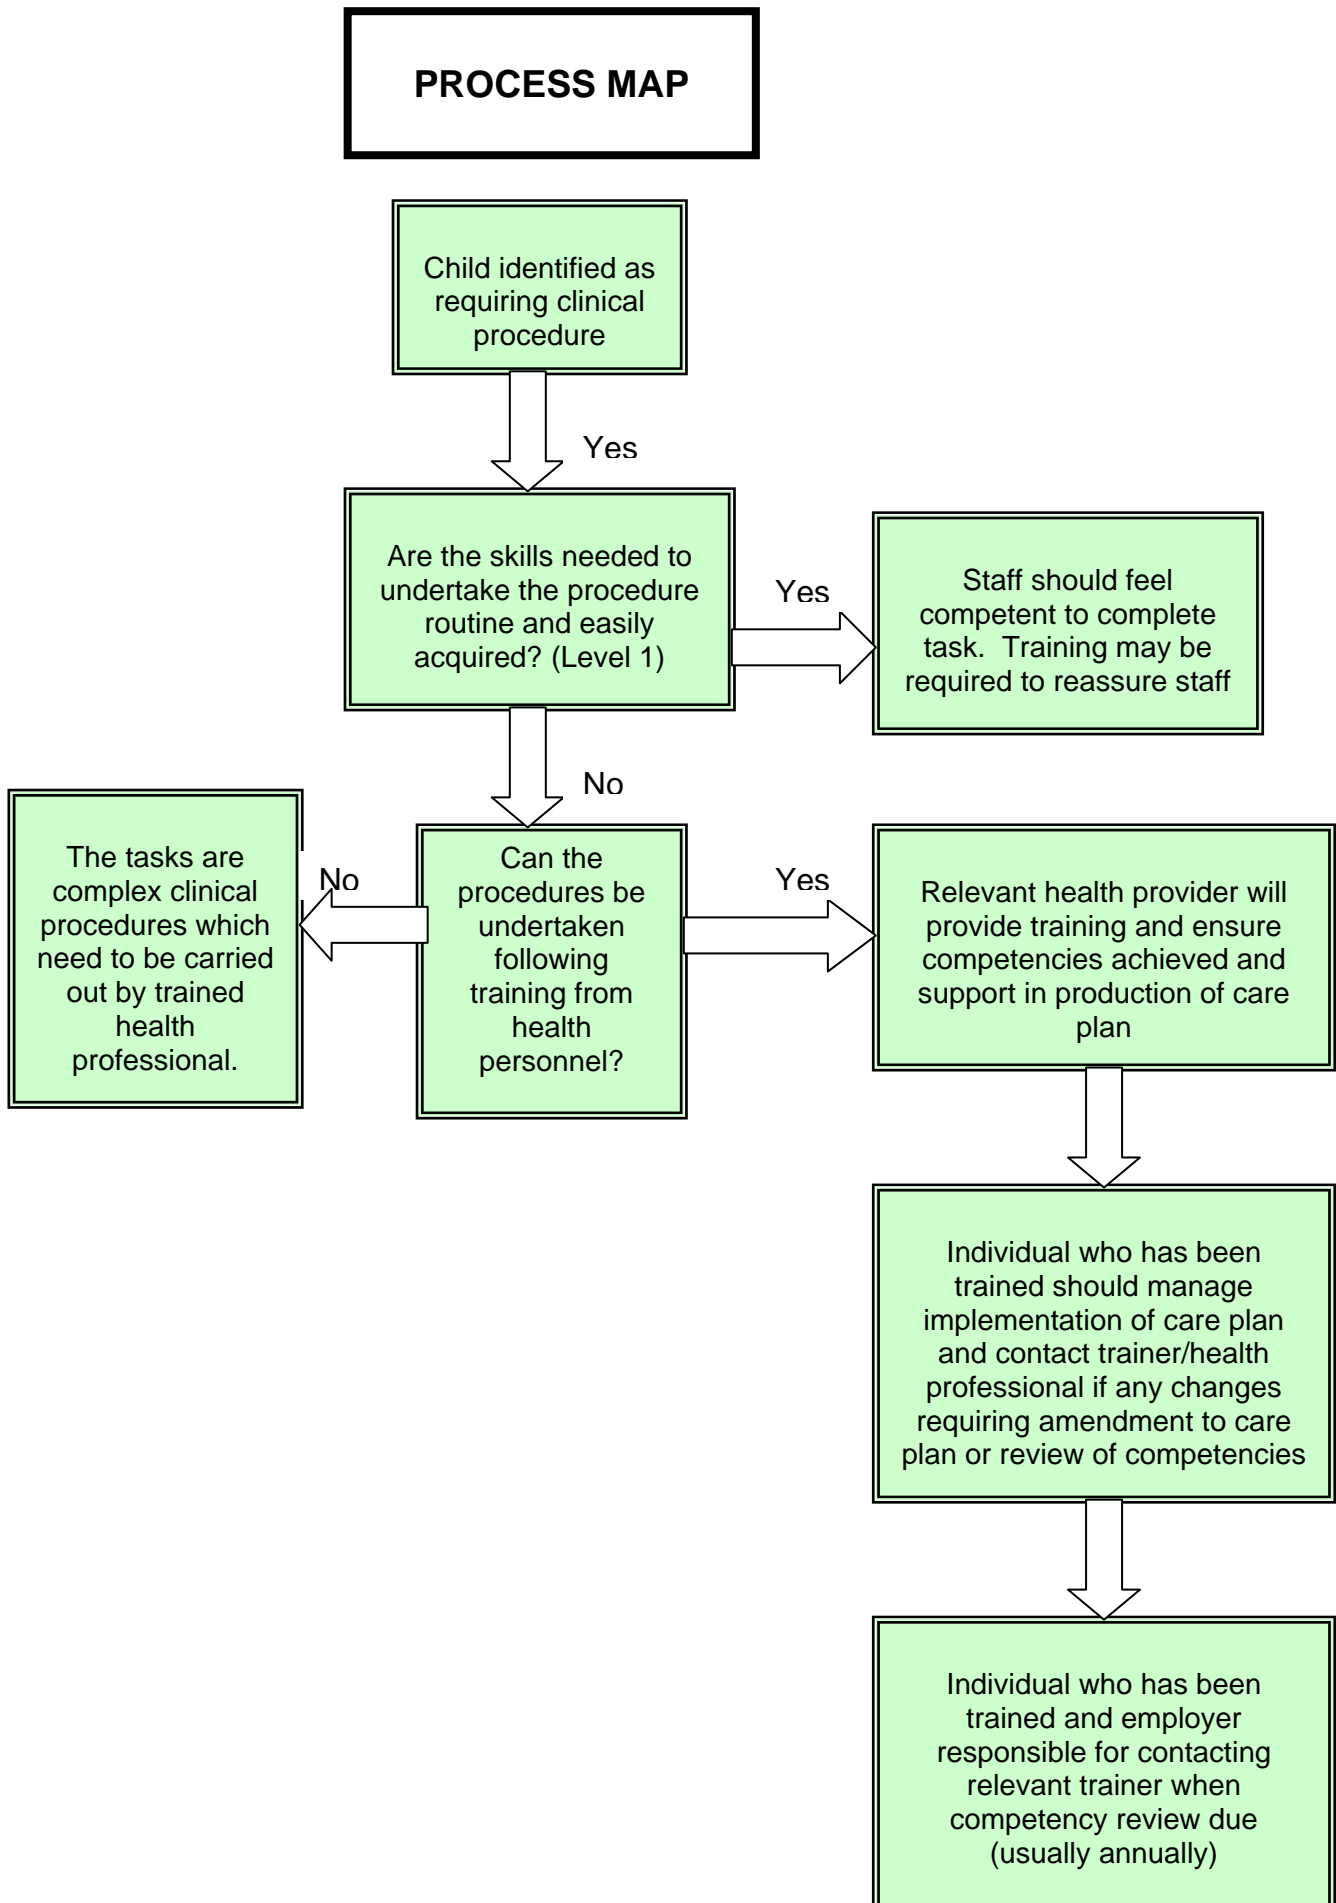 PROCESS MAP
Child identified as
requiring clinical
procedure
Yes
Are the skills needed to
undertake the procedure
routine and easily
acquired? (Level 1)
Yes
Staff should feel
competent to complete
task.  Training may be
required to reassure staff
No
The tasks are
complex clinical
procedures which
need to be carried
out by trained
health
professional.
No
Can the
procedures be
undertaken
following
training from
health
personnel?
Yes
Relevant health provider will
provide training and ensure
competencies achieved and
support in production of care
plan
Individual who has been
trained should manage
implementation of care plan
and contact trainer/health
professional if any changes
requiring amendment to care
plan or review of competencies
Individual who has been
trained and employer
responsible for contacting
relevant trainer when
competency review due
(usually annually)